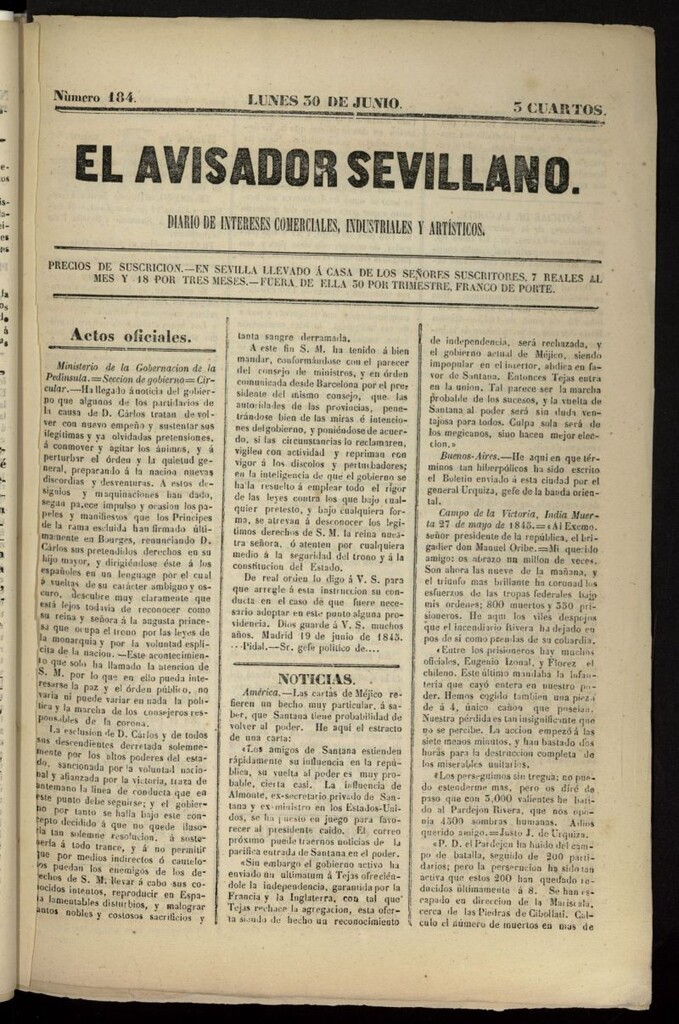 Número 184.
LUNES 30 DE JUNIO.
3 CUARTOS.
EL AVISADOR SEVILLANO.
DIARIO DE INTERESES COMERCIALES, INDUSTRIALES Y ARTÍSTICOS.
PRECIOS DE SUSCRICION.—EN SEVILLA LLEVADO Á CASA DE LOS SEÑORES SUSCRITORES, 7 REALES AL
MES Y 18 POR TRES MESES.—FUERA DE ELLA 30 POR TRIMESTRE, FRANCO DE PORTE.
Actos oficiales.
Ministerio de la Gobernacion de la
Pedinsula.=Seccion de gobierno=Cir-
cular.—Ha llegado á noticia del gobier-
no que algunos de los partidarios de
la causa de D. Cárlos tratan de vol-
ver con nuevo empeño y sustentar sus
ilegítimas y ya olvidadas pretensiones,
á conmover y agitar los ánimos, y á
perturbar el órden y la quietud ge-
neral, preparando á la nacion nuevas
discordias y desventuras. A estos de-
signios y maquinaciones han dado,
segun parece impulso y ocasion los pa-
peles y manifiesos que los Principes
de la rama escluida han firmado últi-
mamente en Bourges, renunciando D.
Cárlos sus pretendidos derechos en su
hijo mayor, y dirigiéndose éste á los
españoles en un lenguage por el cual
á vueltas de su carácter ambiguo y os-
curo, descubre muy claramente que
está lejos todavia de reconocer como
su reina y señora á la augusta prince-
sa que ocupa el trono por las leyes de
la monarquía y por la voluntad esplí-
cita de la nacion.—Este acontecimien-
to que solo ha llamado la atencion de
S. M. por lo que en ello pueda inte-
resarse la paz y el órden público, no
varia ni puede variar en nada la polí-
tica y la marcha de los consejeros res-
ponsables de la corona.
La esclusion de D. Cárlos y de todos
sus descendientes decretada solemne-
mente por los altos poderes del esta-
do, sancionada por la voluntad nacio-
nal y afianzada por la victoria, traza de
antemano la línea de conducta que en
este punto debe seguirse; y el gobier-
no por tanto se halla bajo este con-
cepto decidido á que no quede iluso-
ria tan solemne resolucion, á soste-
nerla á todo trance, y á no permitir
que por medios indirectos ó cautelo-
sos puedan los enemigos de los de-
rechos de S. M. llevar á cabo sus co-
nocidos intentos, reproducir en Espa-
ña lamentables disturbios, y malograr
tantos nobles y costosos sacrificios y
tanta sangre derramada.
A este fin S. M. ha tenido á bien
mandar, conformándose con el parecer
del consejo de ministros, y en órden
comunicada desde Barcelona por el pre-
sidente del mismo consejo, que las
autoridades de las provincias, pene-
trándose bien de las miras é intencio-
nes del gobierno, y poniéndose de acuer-
do, si las circunstancias lo reclamaren,
vigilen con actividad y repriman con
vigor á los díscolos y perturbadores;
en la inteligencia de que el gobierno se
halla resuelto á emplear todo el rigor
de las leyes contra los que bajo cual-
quier pretesto, y bajo cualquiera for-
ma, se atrevan á desconocer los legí-
timos derechos de S. M. la reina nues-
tra señora, ó atenten por cualquiera
medio á la seguridad del trono y á la
constitucion del Estado.
De real orden lo digo á V. S. para
que arregle á esta instruccion su con-
ducta en el caso de que fuere nece-
sario adoptar en este punto alguna pro-
videncia. Dios guarde á V. S. muchos
años. Madrid 19 de junio de 1845.
—Pidal.—Sr. gefe político de....
NOTICIAS.
América.—Las cartas de Méjico re-
fieren un hecho muy particular, á sa-
ber, que Santana tiene probabilidad de
volver al poder. He aqui el estracto
de una carta:
«Los amigos de Santana estienden
rápidamente su influencia en la repú-
blica, su vuelta al poder es muy pro-
bable, cierta casi. La influencia de
Almonte, ex-secretario privado de San-
tana y ex-ministro en los Estados-Uni-
dos, se ha puesto en juego para favo-
recer al presidente caido. El correo
próximo puede traernos noticias de la
pacífica entrada de Santana en el poder.
«Sin embargo el gobierno activo ha
enviado un ultimatum á Tejas ofrecién-
dole la independencia, garantida por la
Francia y la Inglaterra, con tal que
Tejas rechace la agregacion, esta ofer-
ta siendo de hecho un reconocimiento
de independencia, será rechazada, y
el gobierno actual de Méjico, siendo
impopular en el interior, abdica en fa-
vor de Santana. Entonces Tejas entra
en la union. Tal parece ser la marcha
probable de los sucesos, y la vuelta de
Santana al poder será sin duda ven-
tajosa para todos. Culpa sola será de
los megicanos, sino hacen mejor elec-
cion.»
Buenos-Aires.—He aqui en que tér-
minos tan hiberpólicos ha sido escrito
el Boletin enviado á esta ciudad por el
general Urquiza, gefe de la banda orien-
tal.
Campo de la Victoria, India Muer-
ta 27 de mayo de 1845.=«Al Excmo.
señor presidente de la república, el bri-
gadier don Manuel Oribe.=Mi querido
amigo: os abrazo un millon de veces.
Son ahora las nueve de la mañana, y
el triunfo mas brillante ha coronado los
esfuerzos de las tropas federales bajo
mis ordenes; 800 muertos y 530 pri-
sioneros. He aqui los viles despojos
que el incendiario Rivera ha dejado en
pos de sí como prendas de su cobardia.
«Entre los prisioneros hay muchos
oficiales, Eugenio Izonal, y Florez el
chileno. Este último mandaba la infan-
tería que cayó entera en nuestro po-
der. Hemos cogido tambien una pieza
de á 4, único cañon que poseian.
Nuestra pérdida es tan insignificante que
no se percibe. La accion empezó á las
siete menos minutos, y han bastado dos
horas para la destruccion completa de
los miserables unitarios.
«Los perseguimos sin tregua; no pue-
do estenderme mas, pero os diré de
paso que con 3,000 valientes he bati-
do al Pardejon Rivera, que nos opo-
nia 4500 sombras humanas. Adios
querido amigo.=Justo J. de Urquiza.
«P. D. el Pardejon ha huido del cam-
po de batalla, seguido de 200 parti-
darios; pero la persecucion ha sido tan
activa que estos 200 han quedado re-
ducidos últimamente á 8. Se han es-
capado en direccion de la Mariscala,
cerca de las Piedras de Cibollati. Cál-
culo el número de muertos en mas de